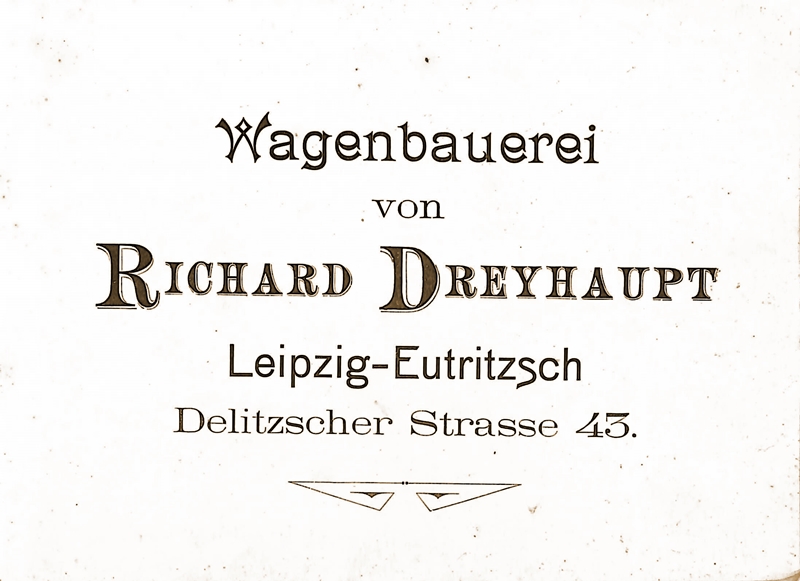 Wagenbauerei
von
RICHARD DREYHAUPT
Leipzig-Eutritzsch
Delitzscher Strasse 43.